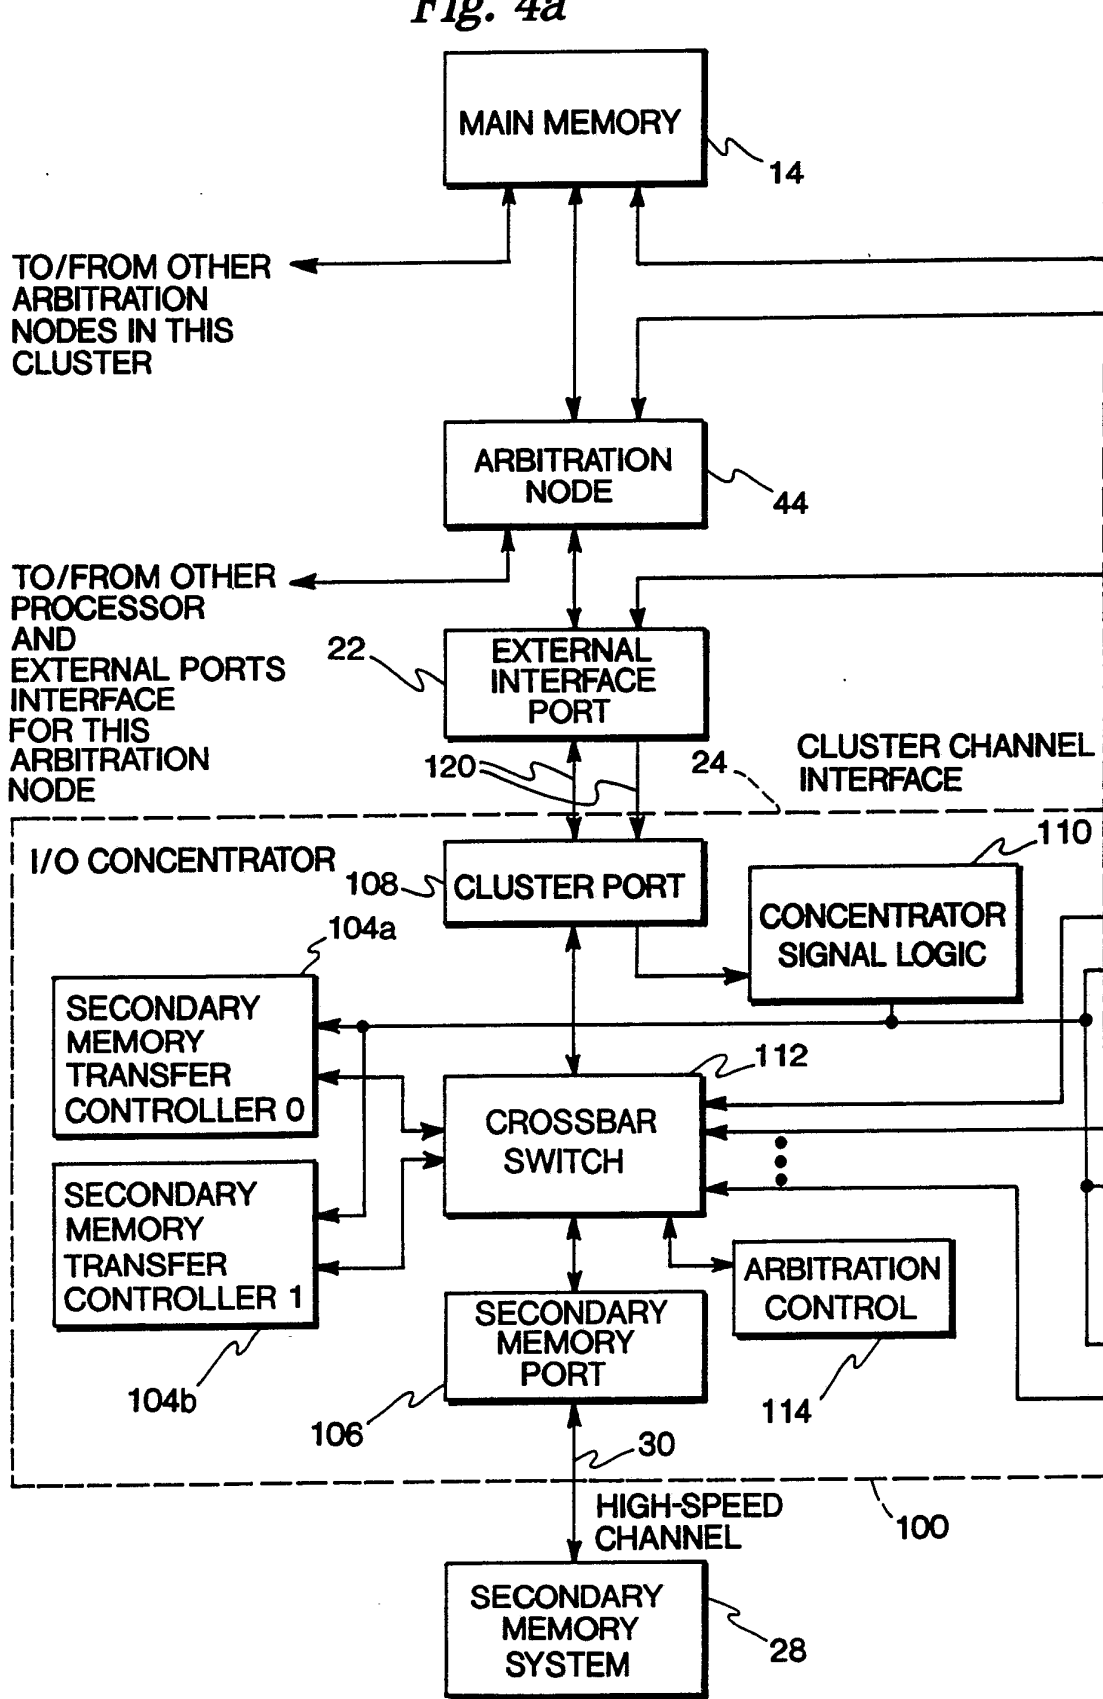 Fig. 4a
MAIN MEMORY
14
TO/FROM OTHER
ARBITRATION
NODES IN THIS
CLUSTER
ARBITRATION
NODE
44
TO/FROM OTHER
PROCESSOR
AND
EXTERNAL PORTS
INTERFACE
FOR THIS
ARBITRATION
NODE
22
EXTERNAL
INTERFACE
PORT
120
24
CLUSTER CHANNEL
INTERFACE
I/O CONCENTRATOR
108
CLUSTER PORT
110
CONCENTRATOR
SIGNAL LOGIC
104a
SECONDARY
MEMORY
TRANSFER
CONTROLLER 0
112
CROSSBAR
SWITCH
SECONDARY
MEMORY
TRANSFER
CONTROLLER 1
104b
ARBITRATION
CONTROL
114
SECONDARY
MEMORY
PORT
106
30
HIGH-SPEED
CHANNEL
100
SECONDARY
MEMORY
SYSTEM
28